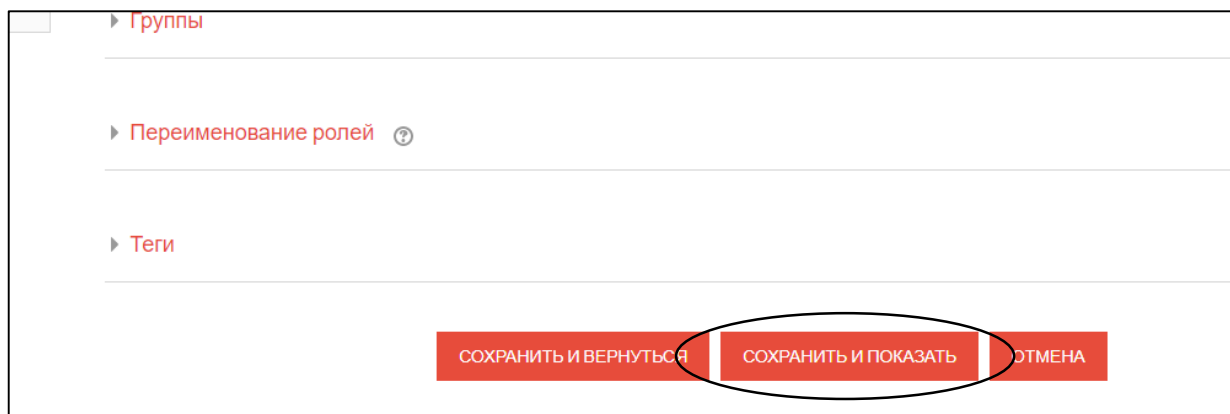 Группы
Переименование ролей ?
Теги
СОХРАНИТЬ И ВЕРНУТЬСЯ СОХРАНИТЬ И ПОКАЗАТЬ ОТМЕНА